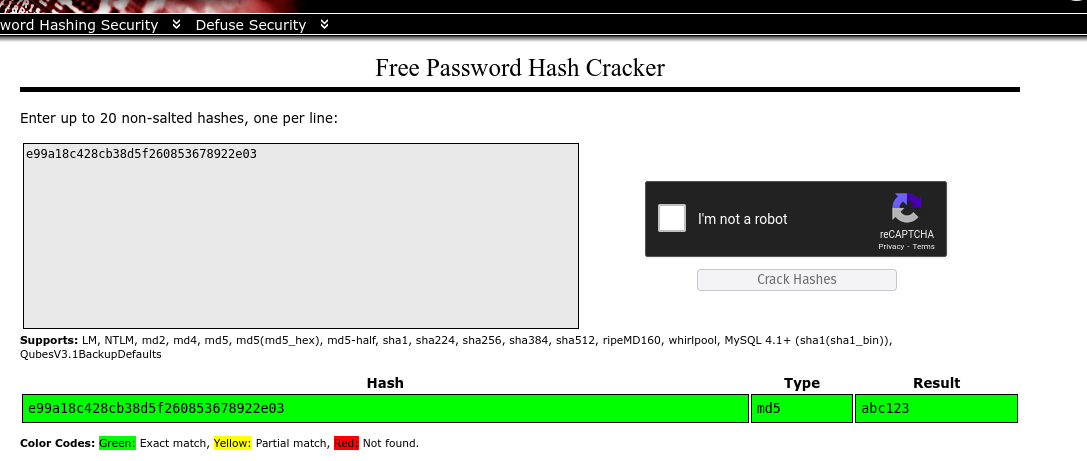 word Hashing Security Defuse Security
Free Password Hash Cracker
Enter up to 20 non-salted hashes, one per line:
e99a18c428cb38d5f260853678922e03
I'm not a robot
reCAPTCHA
Privacy - Terms
Crack Hashes
Supports: LM, NTLM, md2, md4, md5, md5(md5_hex), md5-half, sha1, sha224, sha256, sha384, sha512, ripeMD160, whirlpool, MySQL 4.1+ (sha1(sha1_bin)),
QubesV3.1BackupDefaults
Hash Type Result
e99a18c428cb38d5f260853678922e03 md5 abc123
Color Codes: Green: Exact match, Yellow: Partial match, Red: Not found.